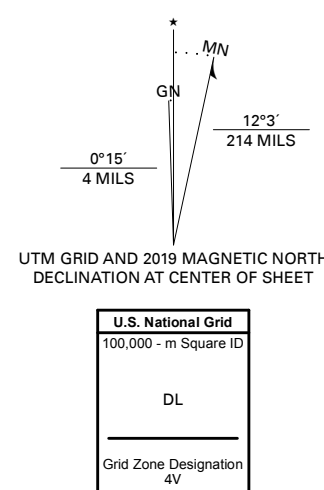 ★
MN
GN
12°3´
214 MILS
0°15´
4 MILS
UTM GRID AND 2019 MAGNETIC NORTH
DECLINATION AT CENTER OF SHEET
U.S. National Grid
100,000 - m Square ID
DL
Grid Zone Designation
4V